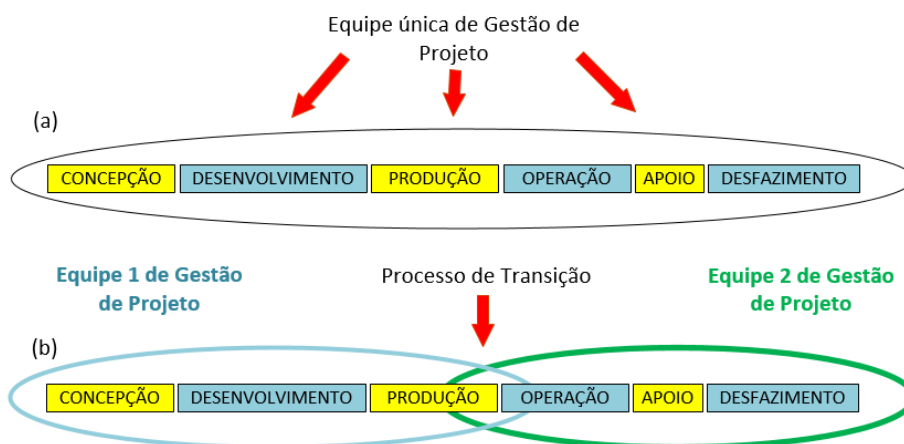 Equipe única de Gestão de
Projeto
(a)
CONCEPÇÃO DESENVOLVIMENTO PRODUÇÃO OPERAÇÃO APOIO DESFAZIMENTO
Equipe 1 de Gestão
de Projeto
Processo de Transição
Equipe 2 de Gestão
de Projeto
(b)
CONCEPÇÃO DESENVOLVIMENTO PRODUÇÃO OPERAÇÃO APOIO DESFAZIMENTO